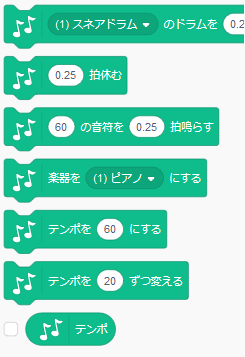 (1) スネアドラム のドラムを 0.2
0.25 拍休む
60 の音符を 0.25 拍鳴らす
楽器を (1) ピアノ にする
テンポを 60 にする
テンポを 20 ずつ変える
テンポ